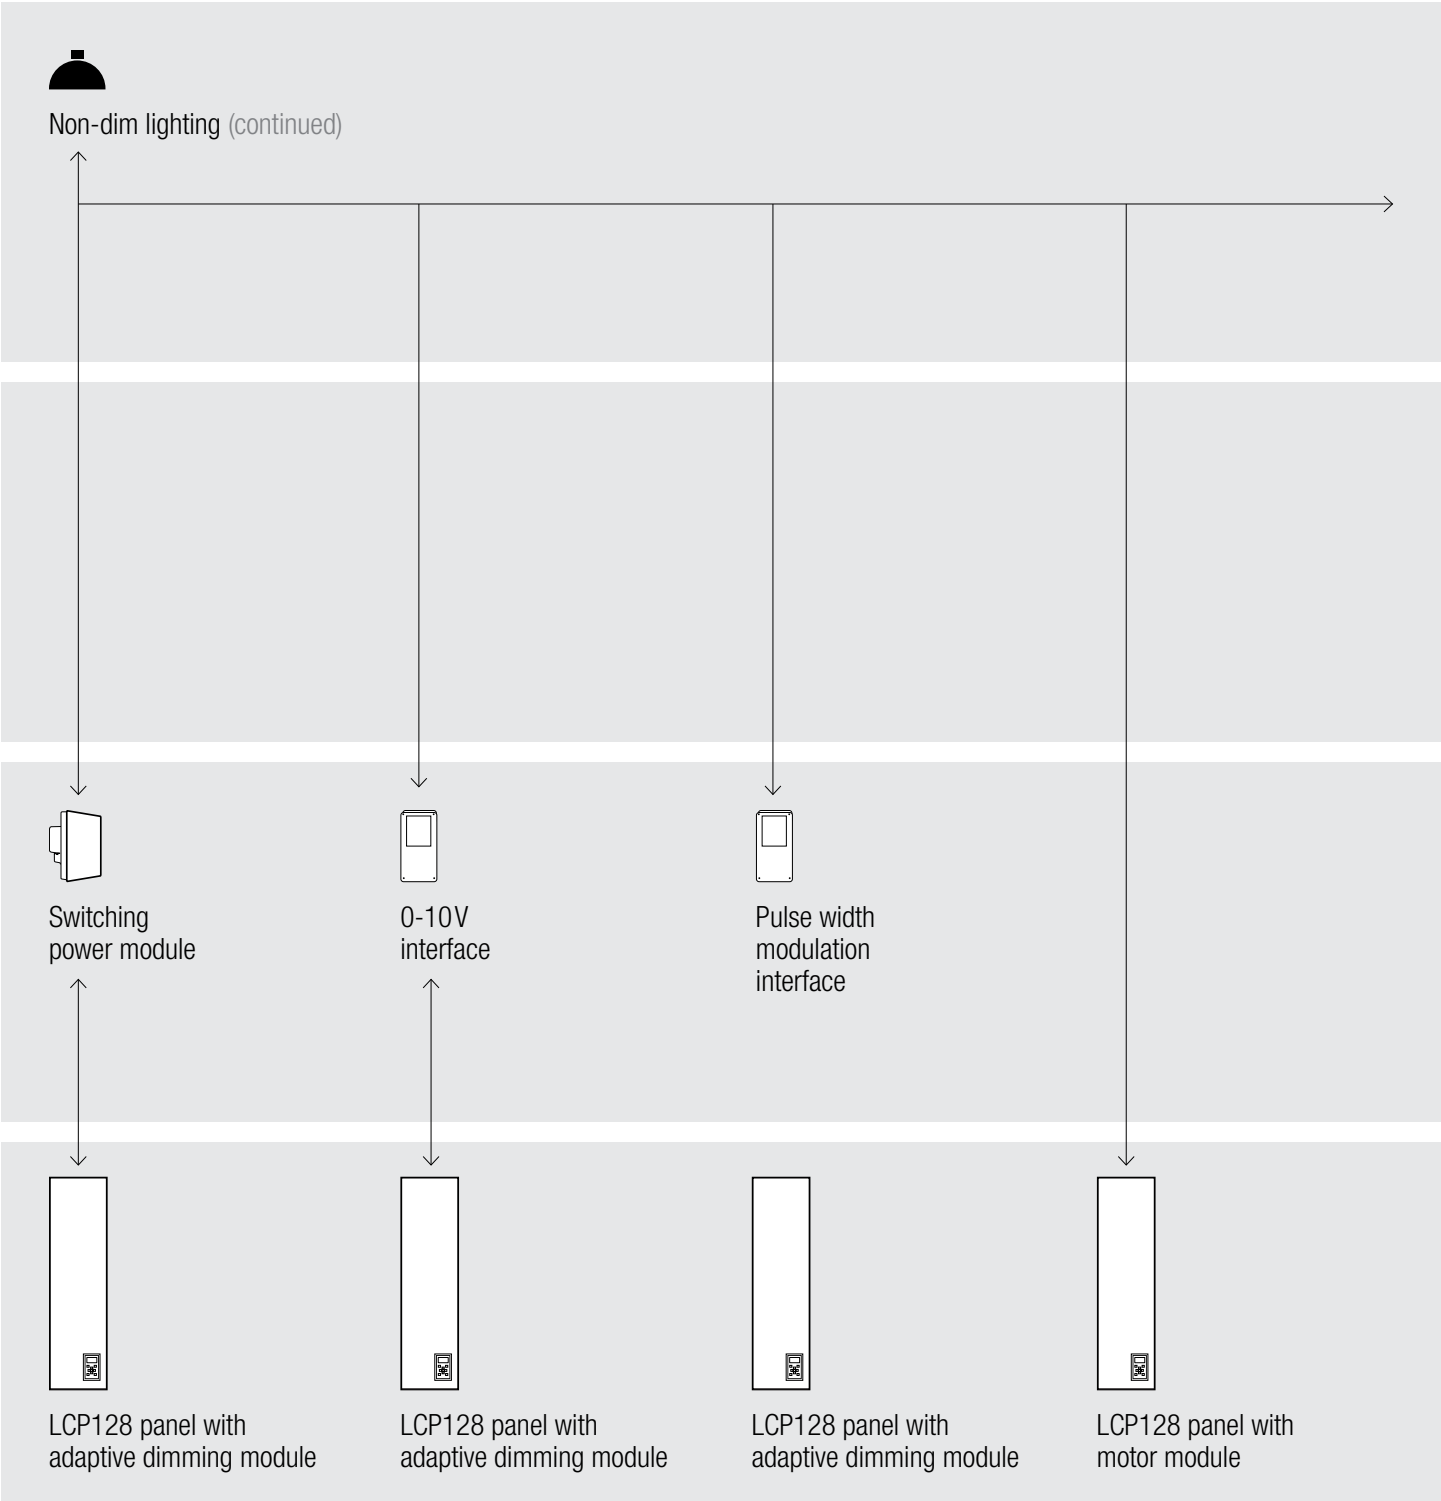 Non-dim lighting (continued)
Switching
power module
0-10V
interface
Pulse width
modulation
interface
LCP128 panel with
adaptive dimming module
LCP128 panel with
adaptive dimming module
LCP128 panel with
adaptive dimming module
LCP128 panel with
motor module